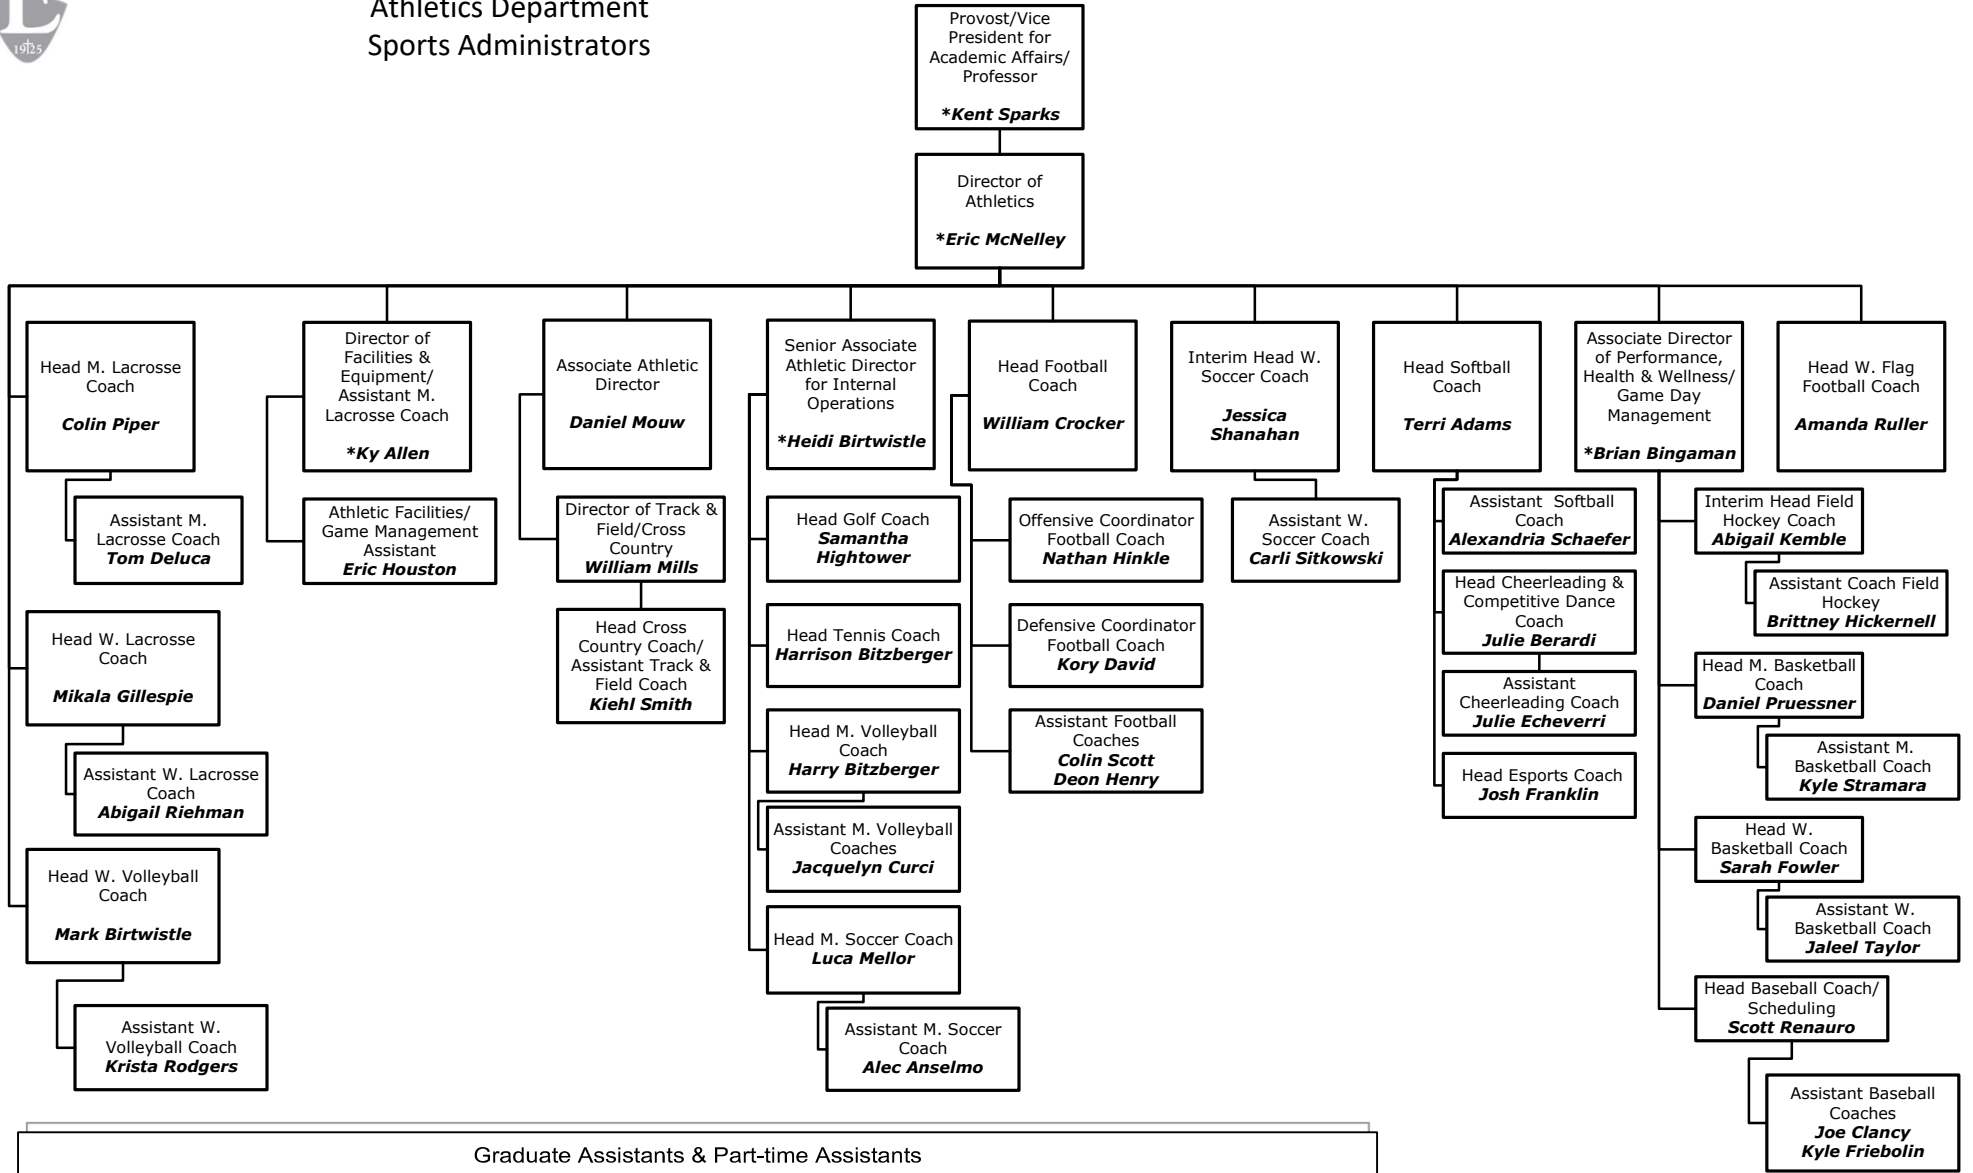 1925
Athletics Department
Sports Administrators
Provost/Vice
President for
Academic Affairs/
Professor
*Kent Sparks
Director of
Athletics
*Eric McNelley
Head M. Lacrosse
Coach
Colin Piper
Assistant M.
Lacrosse Coach
Tom Deluca
Head W. Lacrosse
Coach
Mikala Gillespie
Assistant W. Lacrosse
Coach
Abigail Riehman
Head W. Volleyball
Coach
Mark Birtwistle
Assistant W.
Volleyball Coach
Krista Rodgers
Director of
Facilities &
Equipment/
Assistant M.
Lacrosse Coach
*Ky Allen
Athletic Facilities/
Game Management
Assistant
Eric Houston
Associate Athletic
Director
Daniel Mouw
Director of Track &
Field/Cross
Country
William Mills
Head Cross
Country Coach/
Assistant Track &
Field Coach
Kiehl Smith
Senior Associate
Athletic Director
for Internal
Operations
*Heidi Birtwistle
Head Golf Coach
Samantha
Hightower
Head Tennis Coach
Harrison Bitzberger
Head M. Volleyball
Coach
Harry Bitzberger
Assistant M. Volleyball
Coaches
Jacquelyn Curci
Head M. Soccer Coach
Luca Mellor
Assistant M. Soccer
Coach
Alec Anselmo
Head Football
Coach
William Crocker
Offensive Coordinator
Football Coach
Nathan Hinkle
Defensive Coordinator
Football Coach
Kory David
Assistant Football
Coaches
Colin Scott
Deon Henry
Interim Head W.
Soccer Coach
Jessica
Shanahan
Assistant W.
Soccer Coach
Carli Sitkowski
Head Softball
Coach
Terri Adams
Assistant  Softball
Coach
Alexandria Schaefer
Head Cheerleading &
Competitive Dance
Coach
Julie Berardi
Assistant
Cheerleading Coach
Julie Echeverri
Head Esports Coach
Josh Franklin
Associate Director
of Performance,
Health & Wellness/
Game Day
Management
*Brian Bingaman
Interim Head Field
Hockey Coach
Abigail Kemble
Assistant Coach Field
Hockey
Brittney Hickernell
Head M. Basketball
Coach
Daniel Pruessner
Assistant M.
Basketball Coach
Kyle Stramara
Head W.
Basketball Coach
Sarah Fowler
Assistant W.
Basketball Coach
Jaleel Taylor
Head Baseball Coach/
Scheduling
Scott Renauro
Assistant Baseball
Coaches
Joe Clancy
Kyle Friebolin
Head W. Flag
Football Coach
Amanda Ruller
Graduate Assistants & Part-time Assistants